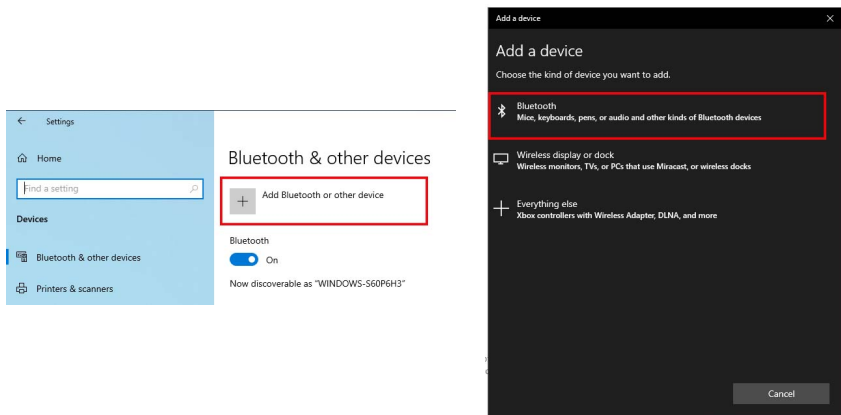 Settings
Home
Find a setting
Devices
Bluetooth & other devices
Printers & scanners
Bluetooth & other devices
Add Bluetooth or other device
Bluetooth
On
Now discoverable as "WINDOWS-S60P6H3"
Add a device
Add a device
Choose the kind of device you want to add.
Bluetooth
Mice, keyboards, pens, or audio and other kinds of Bluetooth devices
Wireless display or dock
Wireless monitors, TVs, or PCs that use Miracast, or wireless docks
Everything else
Xbox controllers with Wireless Adapter, DLNA, and more
Cancel